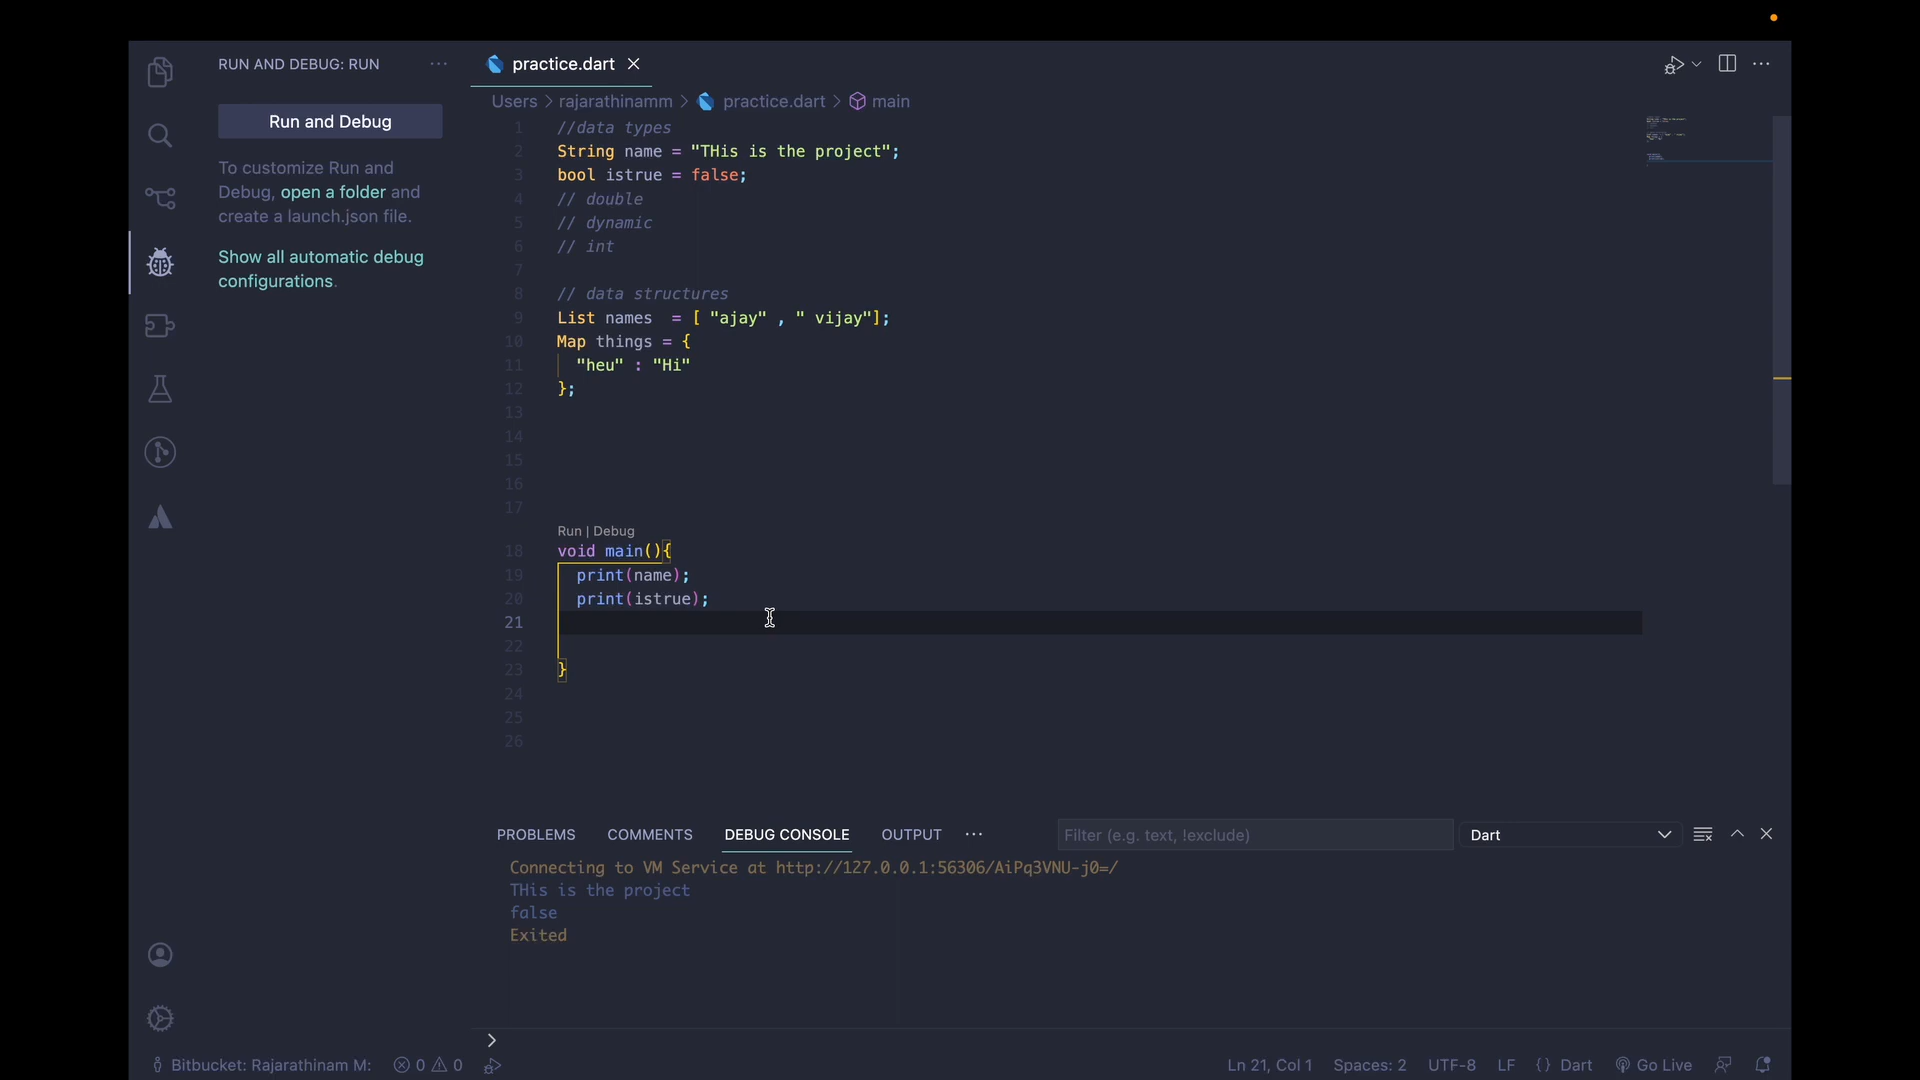 RUN AND DEBUG: RUN
Run and Debug
To customize Run and
Debug, open a folder and
create a launch.json file.
Show all automatic debug
configurations.
practice.dart
Users > rajarathinamm > practice.dart > main
1 //data types
2 String name = "THis is the project";
3 bool istrue = false;
4 // double
5 // dynamic
6 // int
7
8 // data structures
9 List names  = [ "ajay" , " vijay"];
10 Map things = {
11   "heu" : "Hi"
12 };
13
14
15
16
17
Run | Debug
18 void main(){
19   print(name);
20   print(istrue);
21
22
23 }
24
25
26
PROBLEMS COMMENTS DEBUG CONSOLE OUTPUT ··· Filter (e.g. text, !exclude) Dart
Connecting to VM Service at http://127.0.0.1:56306/AiPq3VNU-j0=/
THis is the project
false
Exited
>
Bitbucket: Rajarathinam M: 0 0 Ln 21, Col 1 Spaces: 2 UTF-8 LF {} Dart Go Live